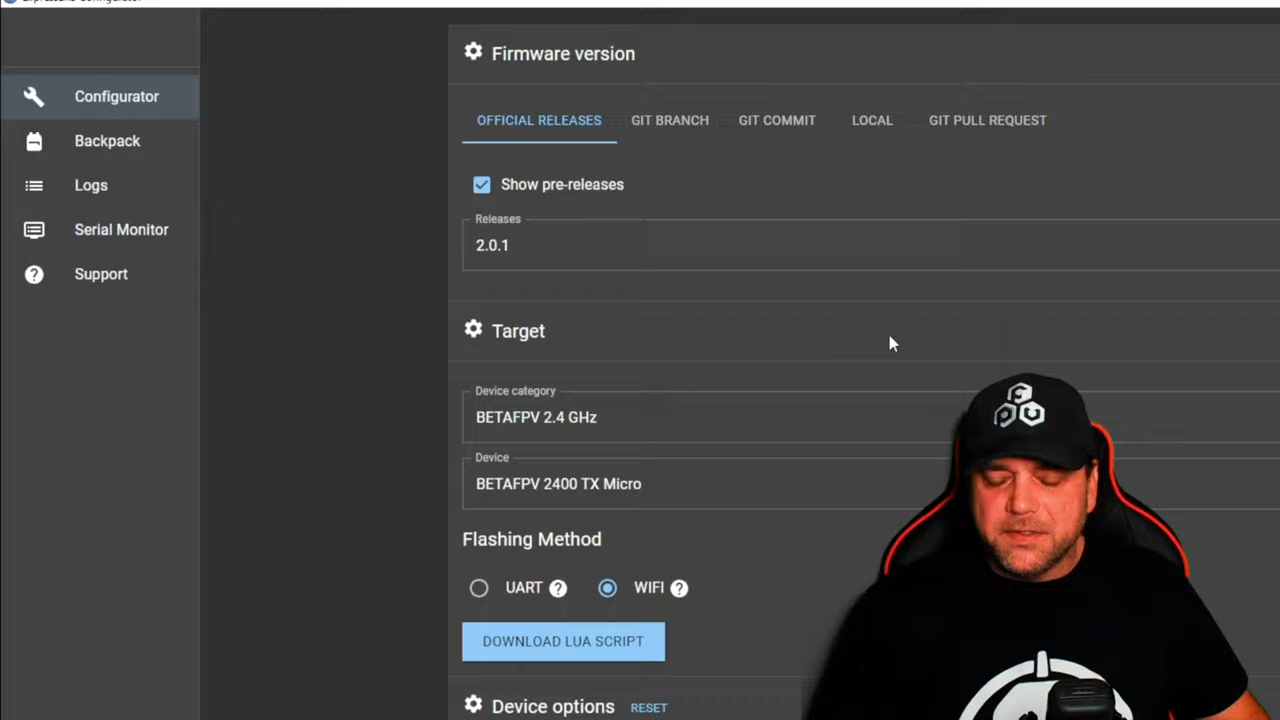 Configurator
Backpack
Logs
Serial Monitor
Support
Firmware version
OFFICIAL RELEASES GIT BRANCH GIT COMMIT LOCAL GIT PULL REQUEST
Show pre-releases
Releases
2.0.1
Target
Device category
BETAFPV 2.4 GHz
Device
BETAFPV 2400 TX Micro
Flashing Method
UART ? WIFI ?
DOWNLOAD LUA SCRIPT
Device options RESET